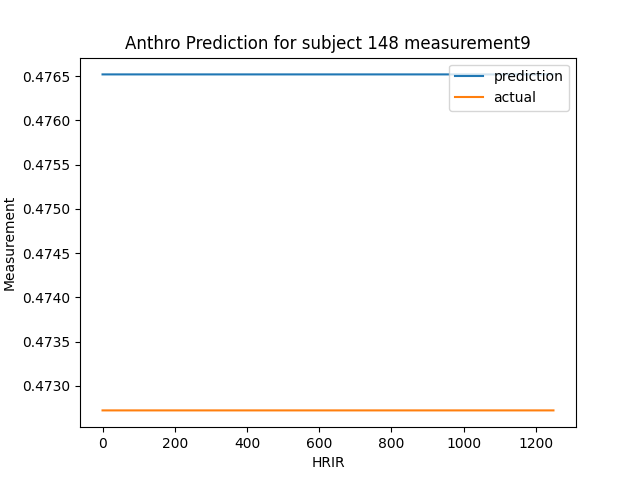 Anthro Prediction for subject 148 measurement9
prediction
actual
0.4765
0.4760
0.4755
0.4750
0.4745
0.4740
0.4735
0.4730
Measurement
0 200 400 600 800 1000 1200
HRIR